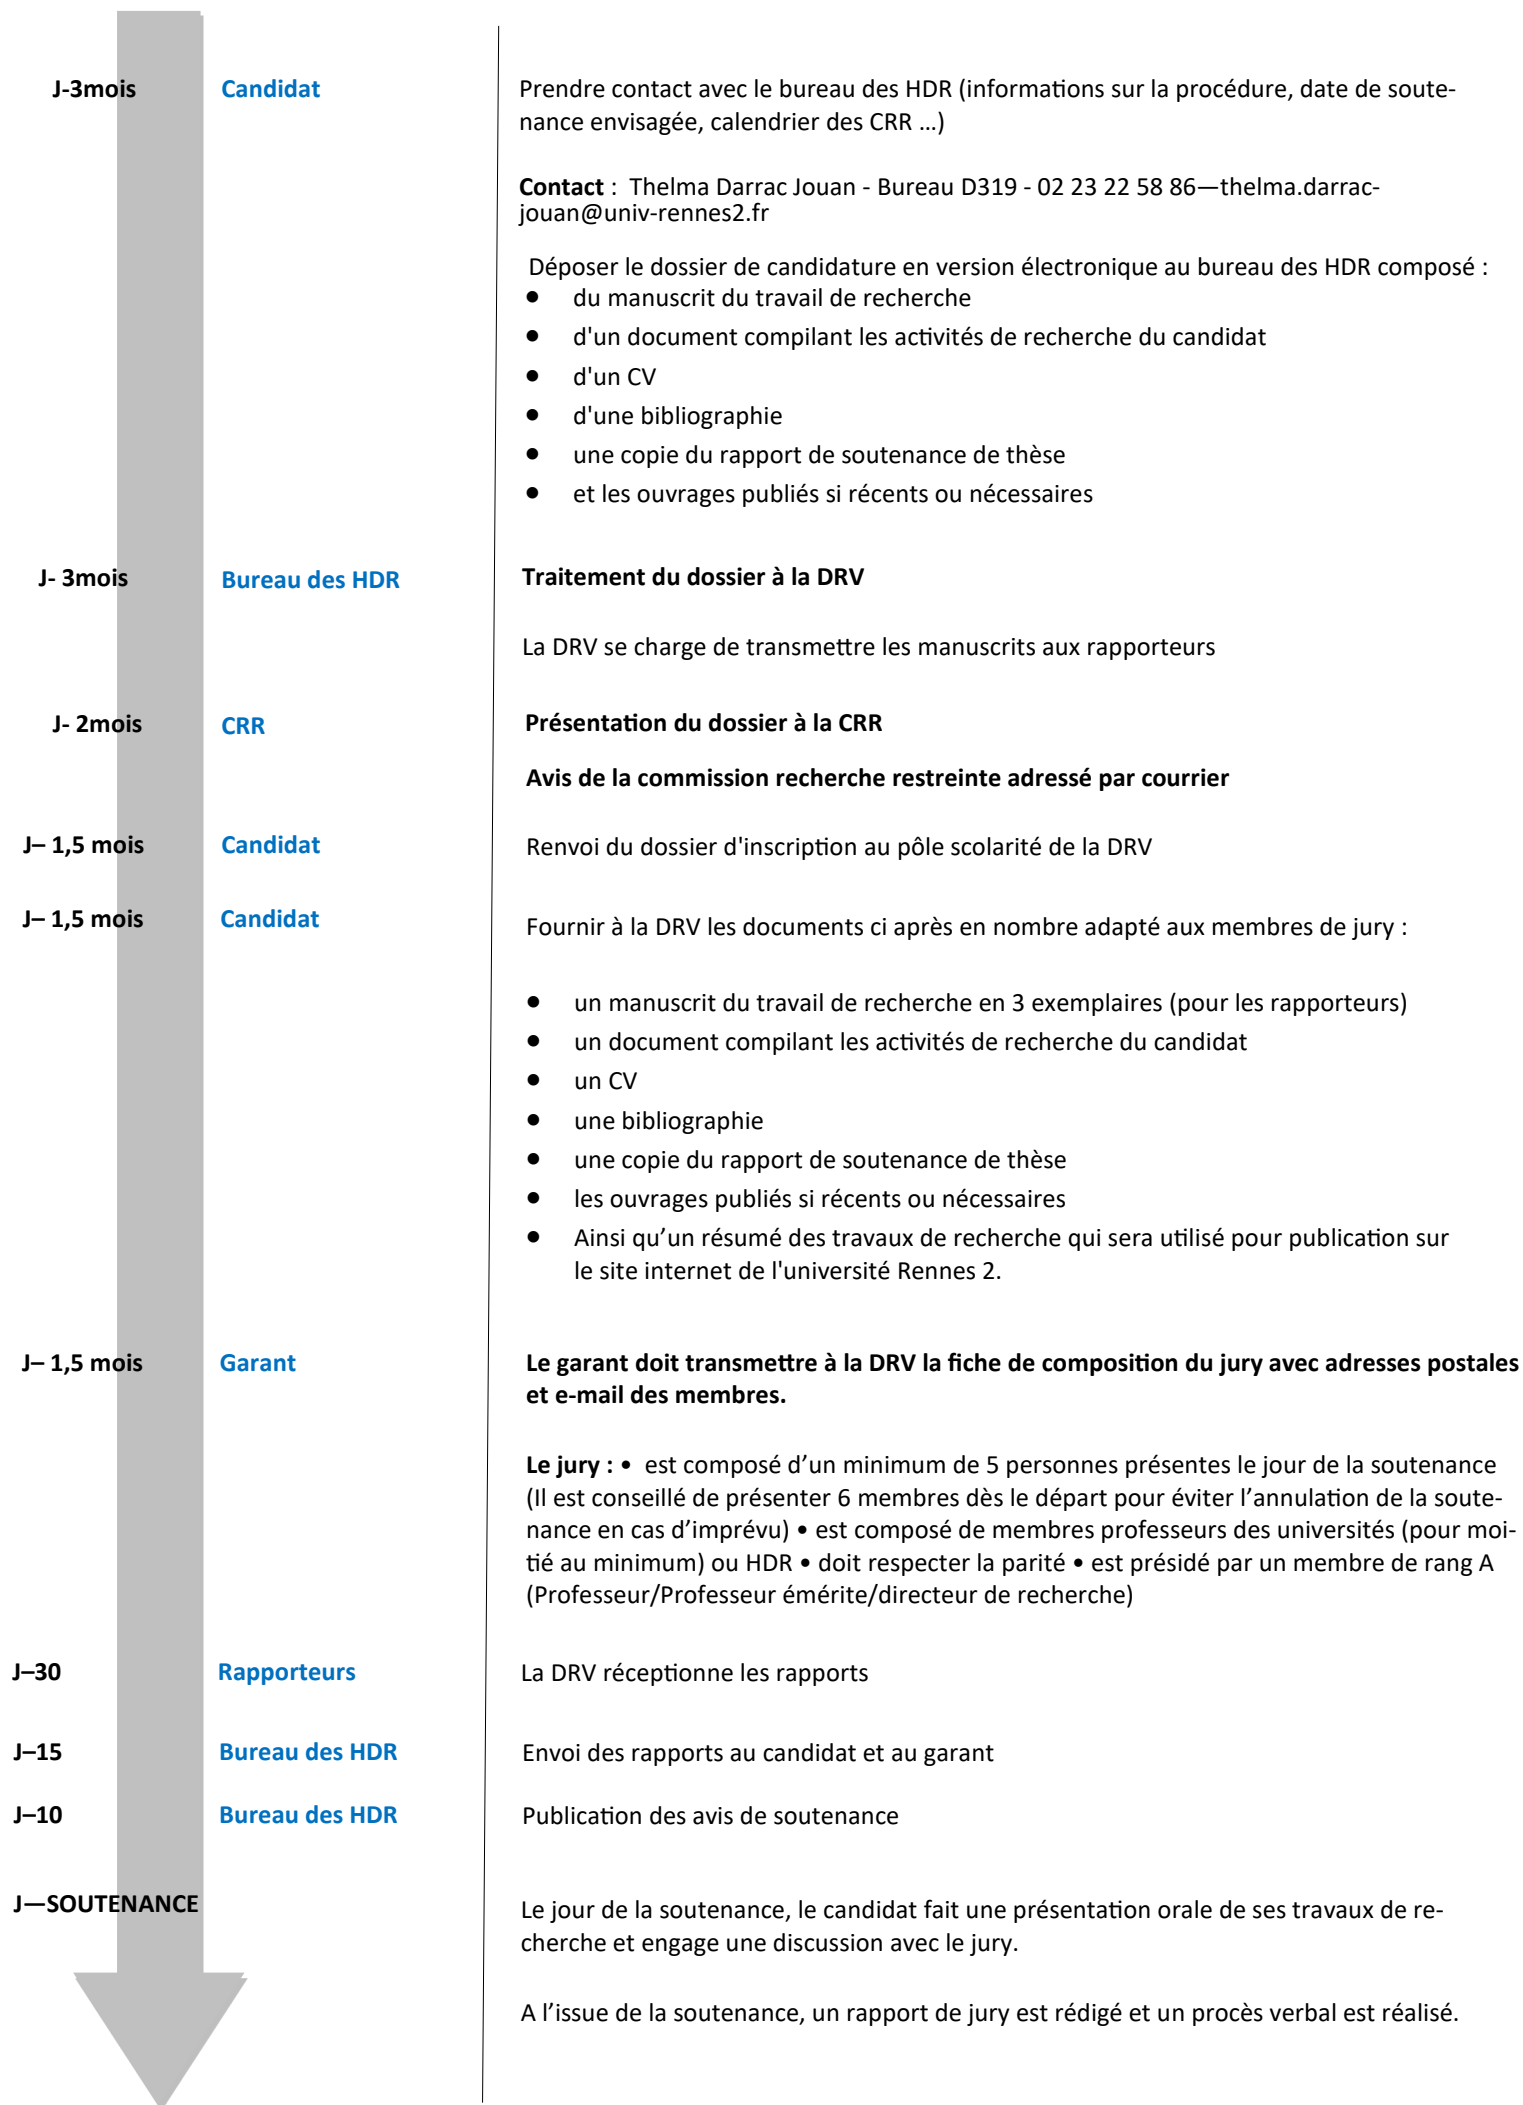 J-3mois Candidat Prendre contact avec le bureau des HDR (informations sur la procédure, date de soute-
nance envisagée, calendrier des CRR …)
Contact : Thelma Darrac Jouan - Bureau D319 - 02 23 22 58 86—thelma.darrac-
jouan@univ-rennes2.fr
Déposer le dossier de candidature en version électronique au bureau des HDR composé :
• du manuscrit du travail de recherche
• d'un document compilant les activités de recherche du candidat
• d'un CV
• d'une bibliographie
• une copie du rapport de soutenance de thèse
• et les ouvrages publiés si récents ou nécessaires
J- 3mois Bureau des HDR Traitement du dossier à la DRV
La DRV se charge de transmettre les manuscrits aux rapporteurs
J- 2mois CRR Présentation du dossier à la CRR
Avis de la commission recherche restreinte adressé par courrier
J– 1,5 mois Candidat Renvoi du dossier d'inscription au pôle scolarité de la DRV
J– 1,5 mois Candidat Fournir à la DRV les documents ci après en nombre adapté aux membres de jury :
• un manuscrit du travail de recherche en 3 exemplaires (pour les rapporteurs)
• un document compilant les activités de recherche du candidat
• un CV
• une bibliographie
• une copie du rapport de soutenance de thèse
• les ouvrages publiés si récents ou nécessaires
• Ainsi qu’un résumé des travaux de recherche qui sera utilisé pour publication sur
le site internet de l'université Rennes 2.
J– 1,5 mois Garant Le garant doit transmettre à la DRV la fiche de composition du jury avec adresses postales
et e-mail des membres.
Le jury : • est composé d’un minimum de 5 personnes présentes le jour de la soutenance
(Il est conseillé de présenter 6 membres dès le départ pour éviter l’annulation de la soute-
nance en cas d’imprévu) • est composé de membres professeurs des universités (pour moi-
tié au minimum) ou HDR • doit respecter la parité • est présidé par un membre de rang A
(Professeur/Professeur émérite/directeur de recherche)
J–30 Rapporteurs La DRV réceptionne les rapports
J–15 Bureau des HDR Envoi des rapports au candidat et au garant
J–10 Bureau des HDR Publication des avis de soutenance
J—SOUTENANCE Le jour de la soutenance, le candidat fait une présentation orale de ses travaux de re-
cherche et engage une discussion avec le jury.
A l’issue de la soutenance, un rapport de jury est rédigé et un procès verbal est réalisé.